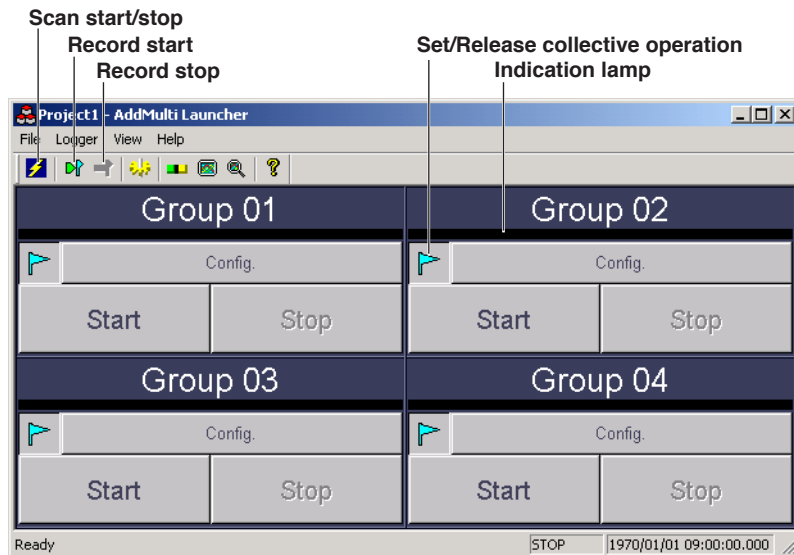 Scan start/stop
Record start
Set/Release collective operation
Record stop
Indication lamp
Project1 - AddMulti Launcher
File Logger View Help
Group 01
Group 02
Config.
Config.
Start
Stop
Start
Stop
Group 03
Group 04
Config.
Config.
Start
Stop
Start
Stop
Ready
STOP
1970/01/01 09:00:00.000